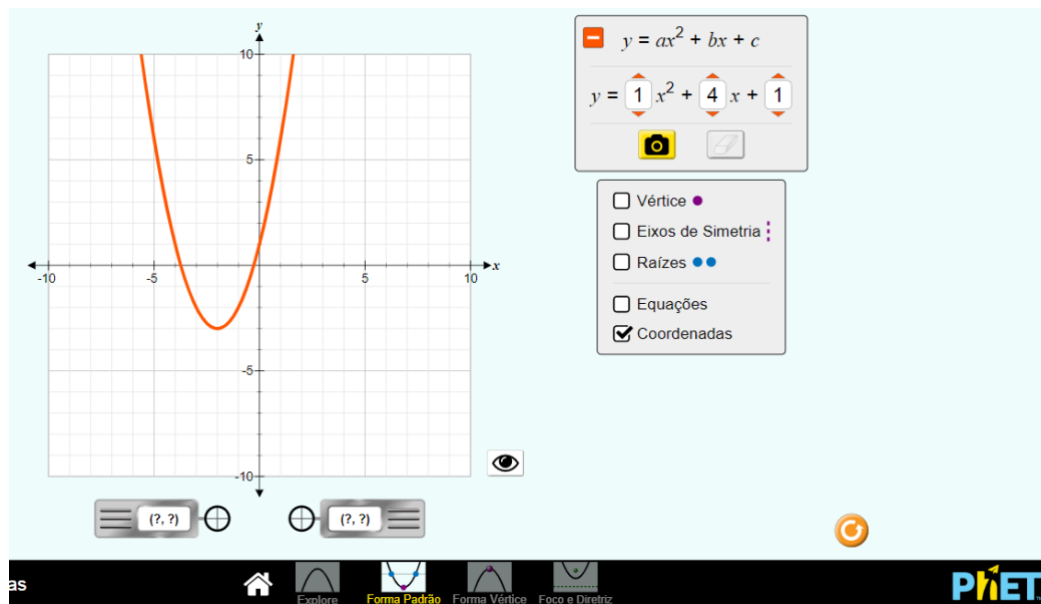 y
10
5
-10
-5
5
10
x
-5
-10
(?, ?)
(?, ?)
y = ax² + bx + c
y = 1 x² + 4 x + 1
Vértice
Eixos de Simetria
Raízes
Equações
Coordenadas
as
Explore
Forma Padrão
Forma Vértice
Foco e Diretriz
PhET